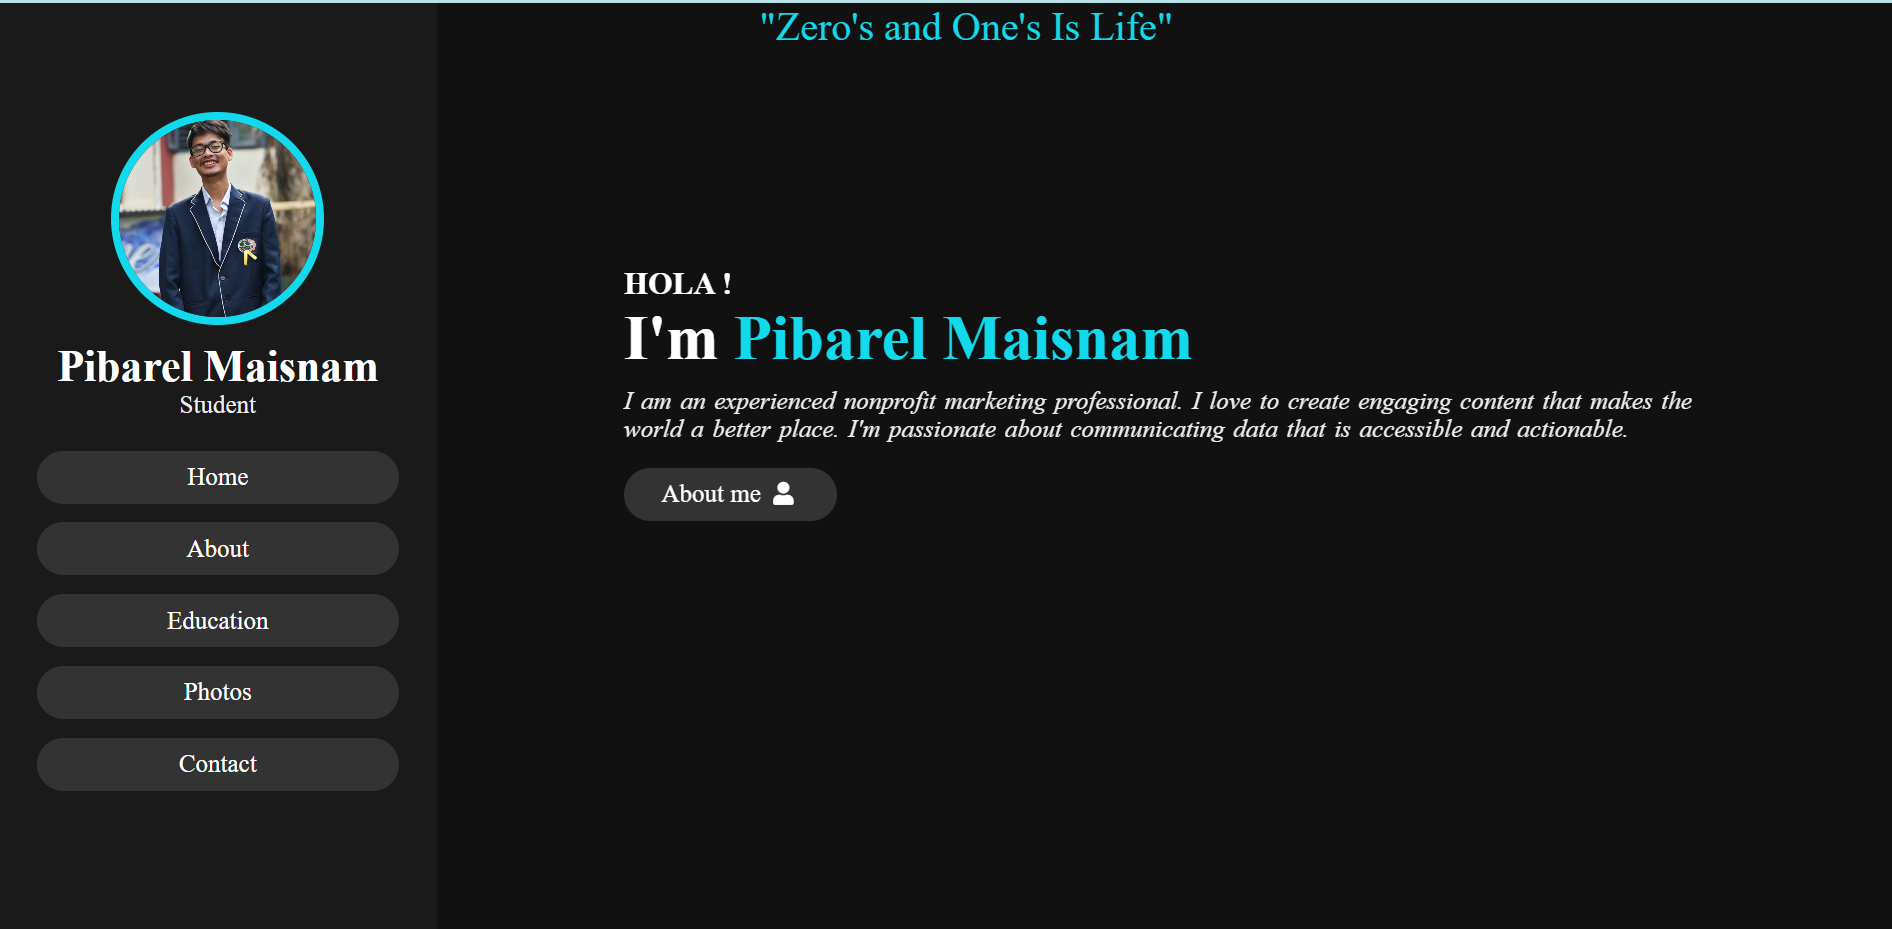 "Zero's and One's Is Life"
Pibarel Maisnam
Student
Home
About
Education
Photos
Contact
HOLA !
I'm Pibarel Maisnam
I am an experienced nonprofit marketing professional. I love to create engaging content that makes the
world a better place. I'm passionate about communicating data that is accessible and actionable.
About me